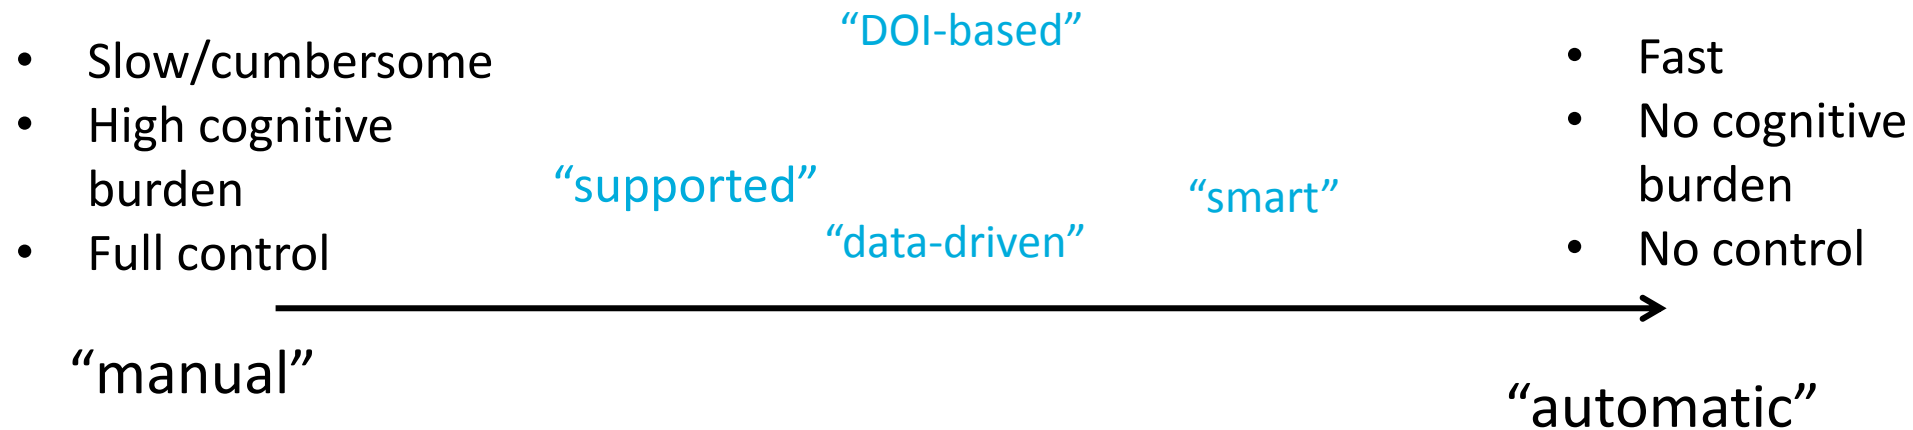 • Slow/cumbersome
• High cognitive
burden
• Full control
“DOI-based”
“supported”
“data-driven”
“smart”
• Fast
• No cognitive
burden
• No control
“manual”
“automatic”